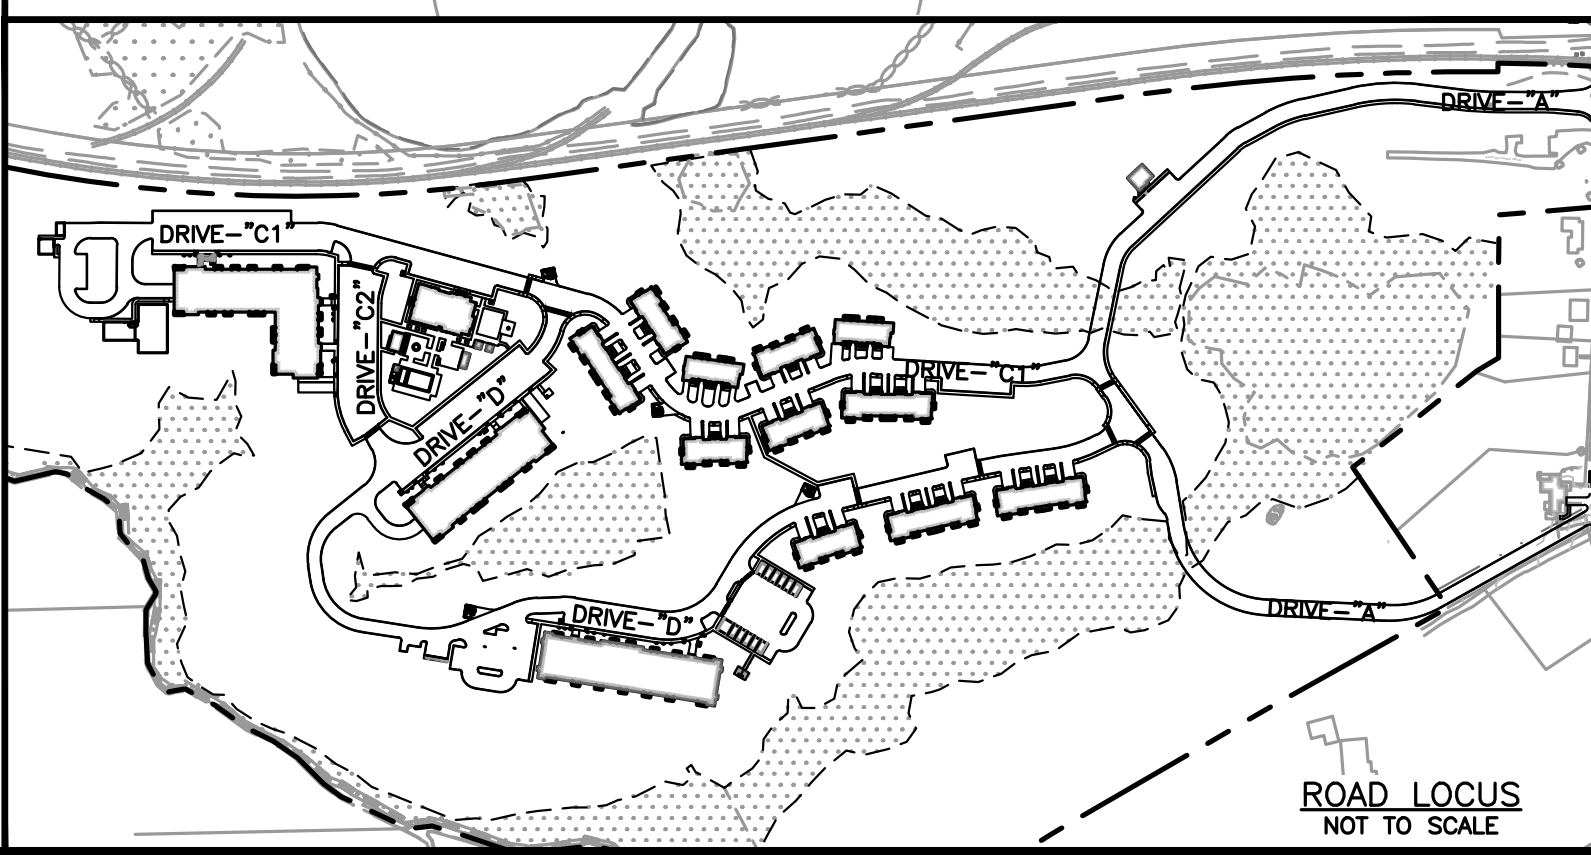 DRIVE-"A"
DRIVE-"C1"
DRIVE-"C2"
DRIVE-"C1"
DRIVE-"D"
DRIVE-"A"
DRIVE-"D"
ROAD LOCUS
NOT TO SCALE